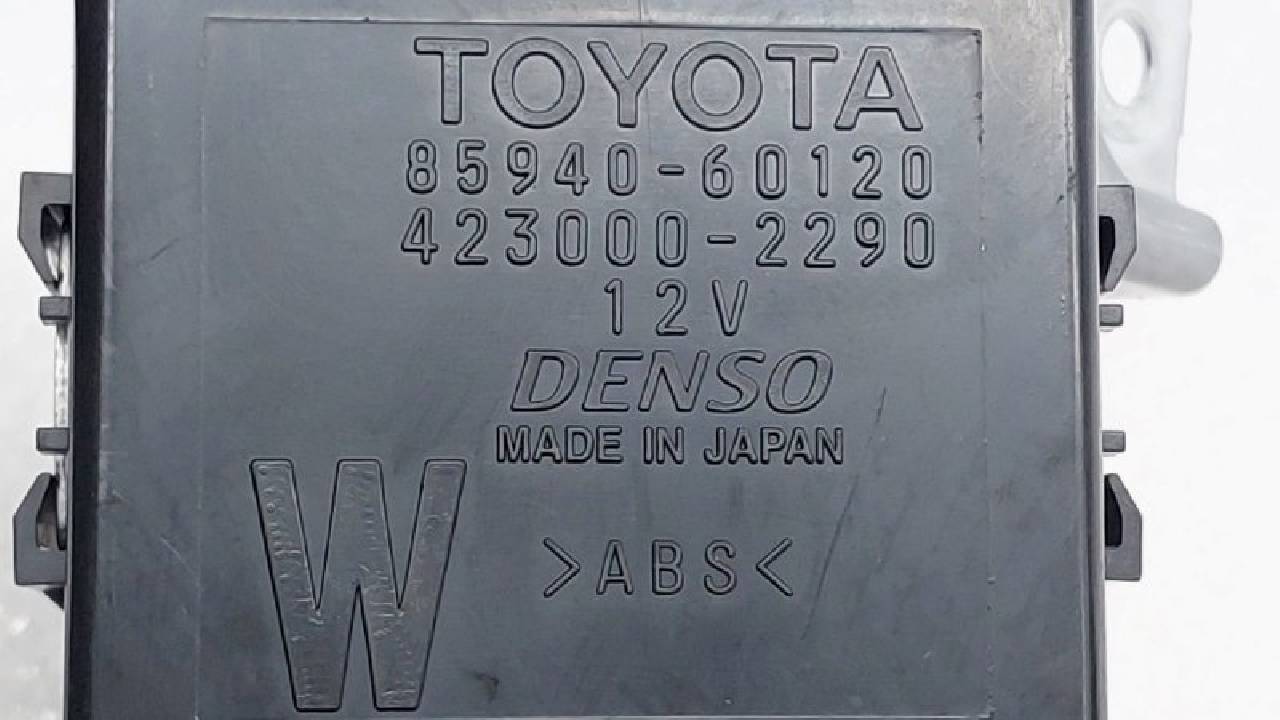 TOYOTA
85940-60120
423000-2290
12V
DENSO
MADE IN JAPAN
W
>ABS<